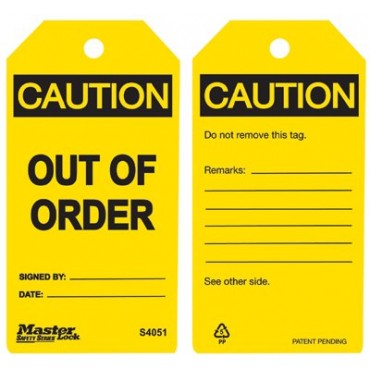 CAUTION
OUT OF
ORDER
SIGNED BY:
DATE:
Master Lock
SAFETY SERIES
S4051
CAUTION
Do not remove this tag.
Remarks:
See other side.
5
PP
PATENT PENDING